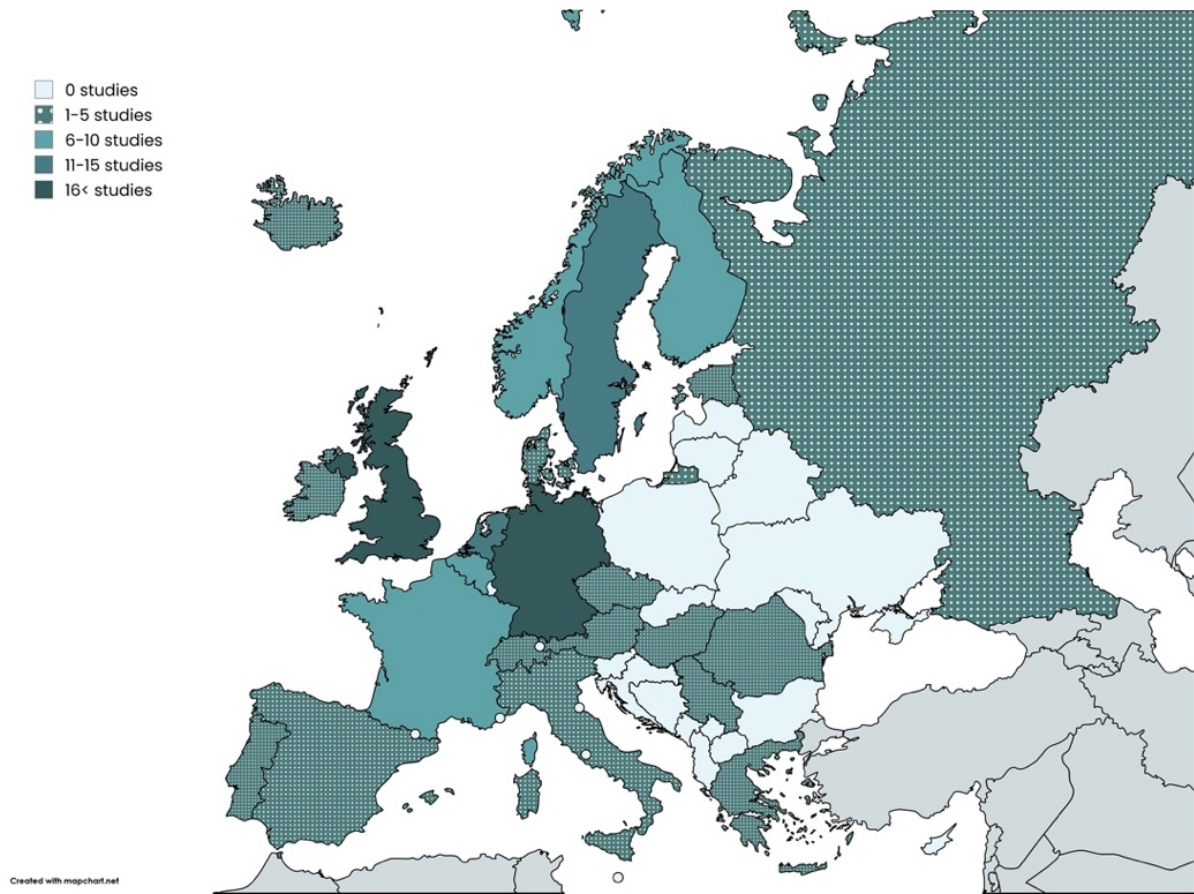 0 studies
1-5 studies
6-10 studies
11-15 studies
16< studies
Created with mapchart.net